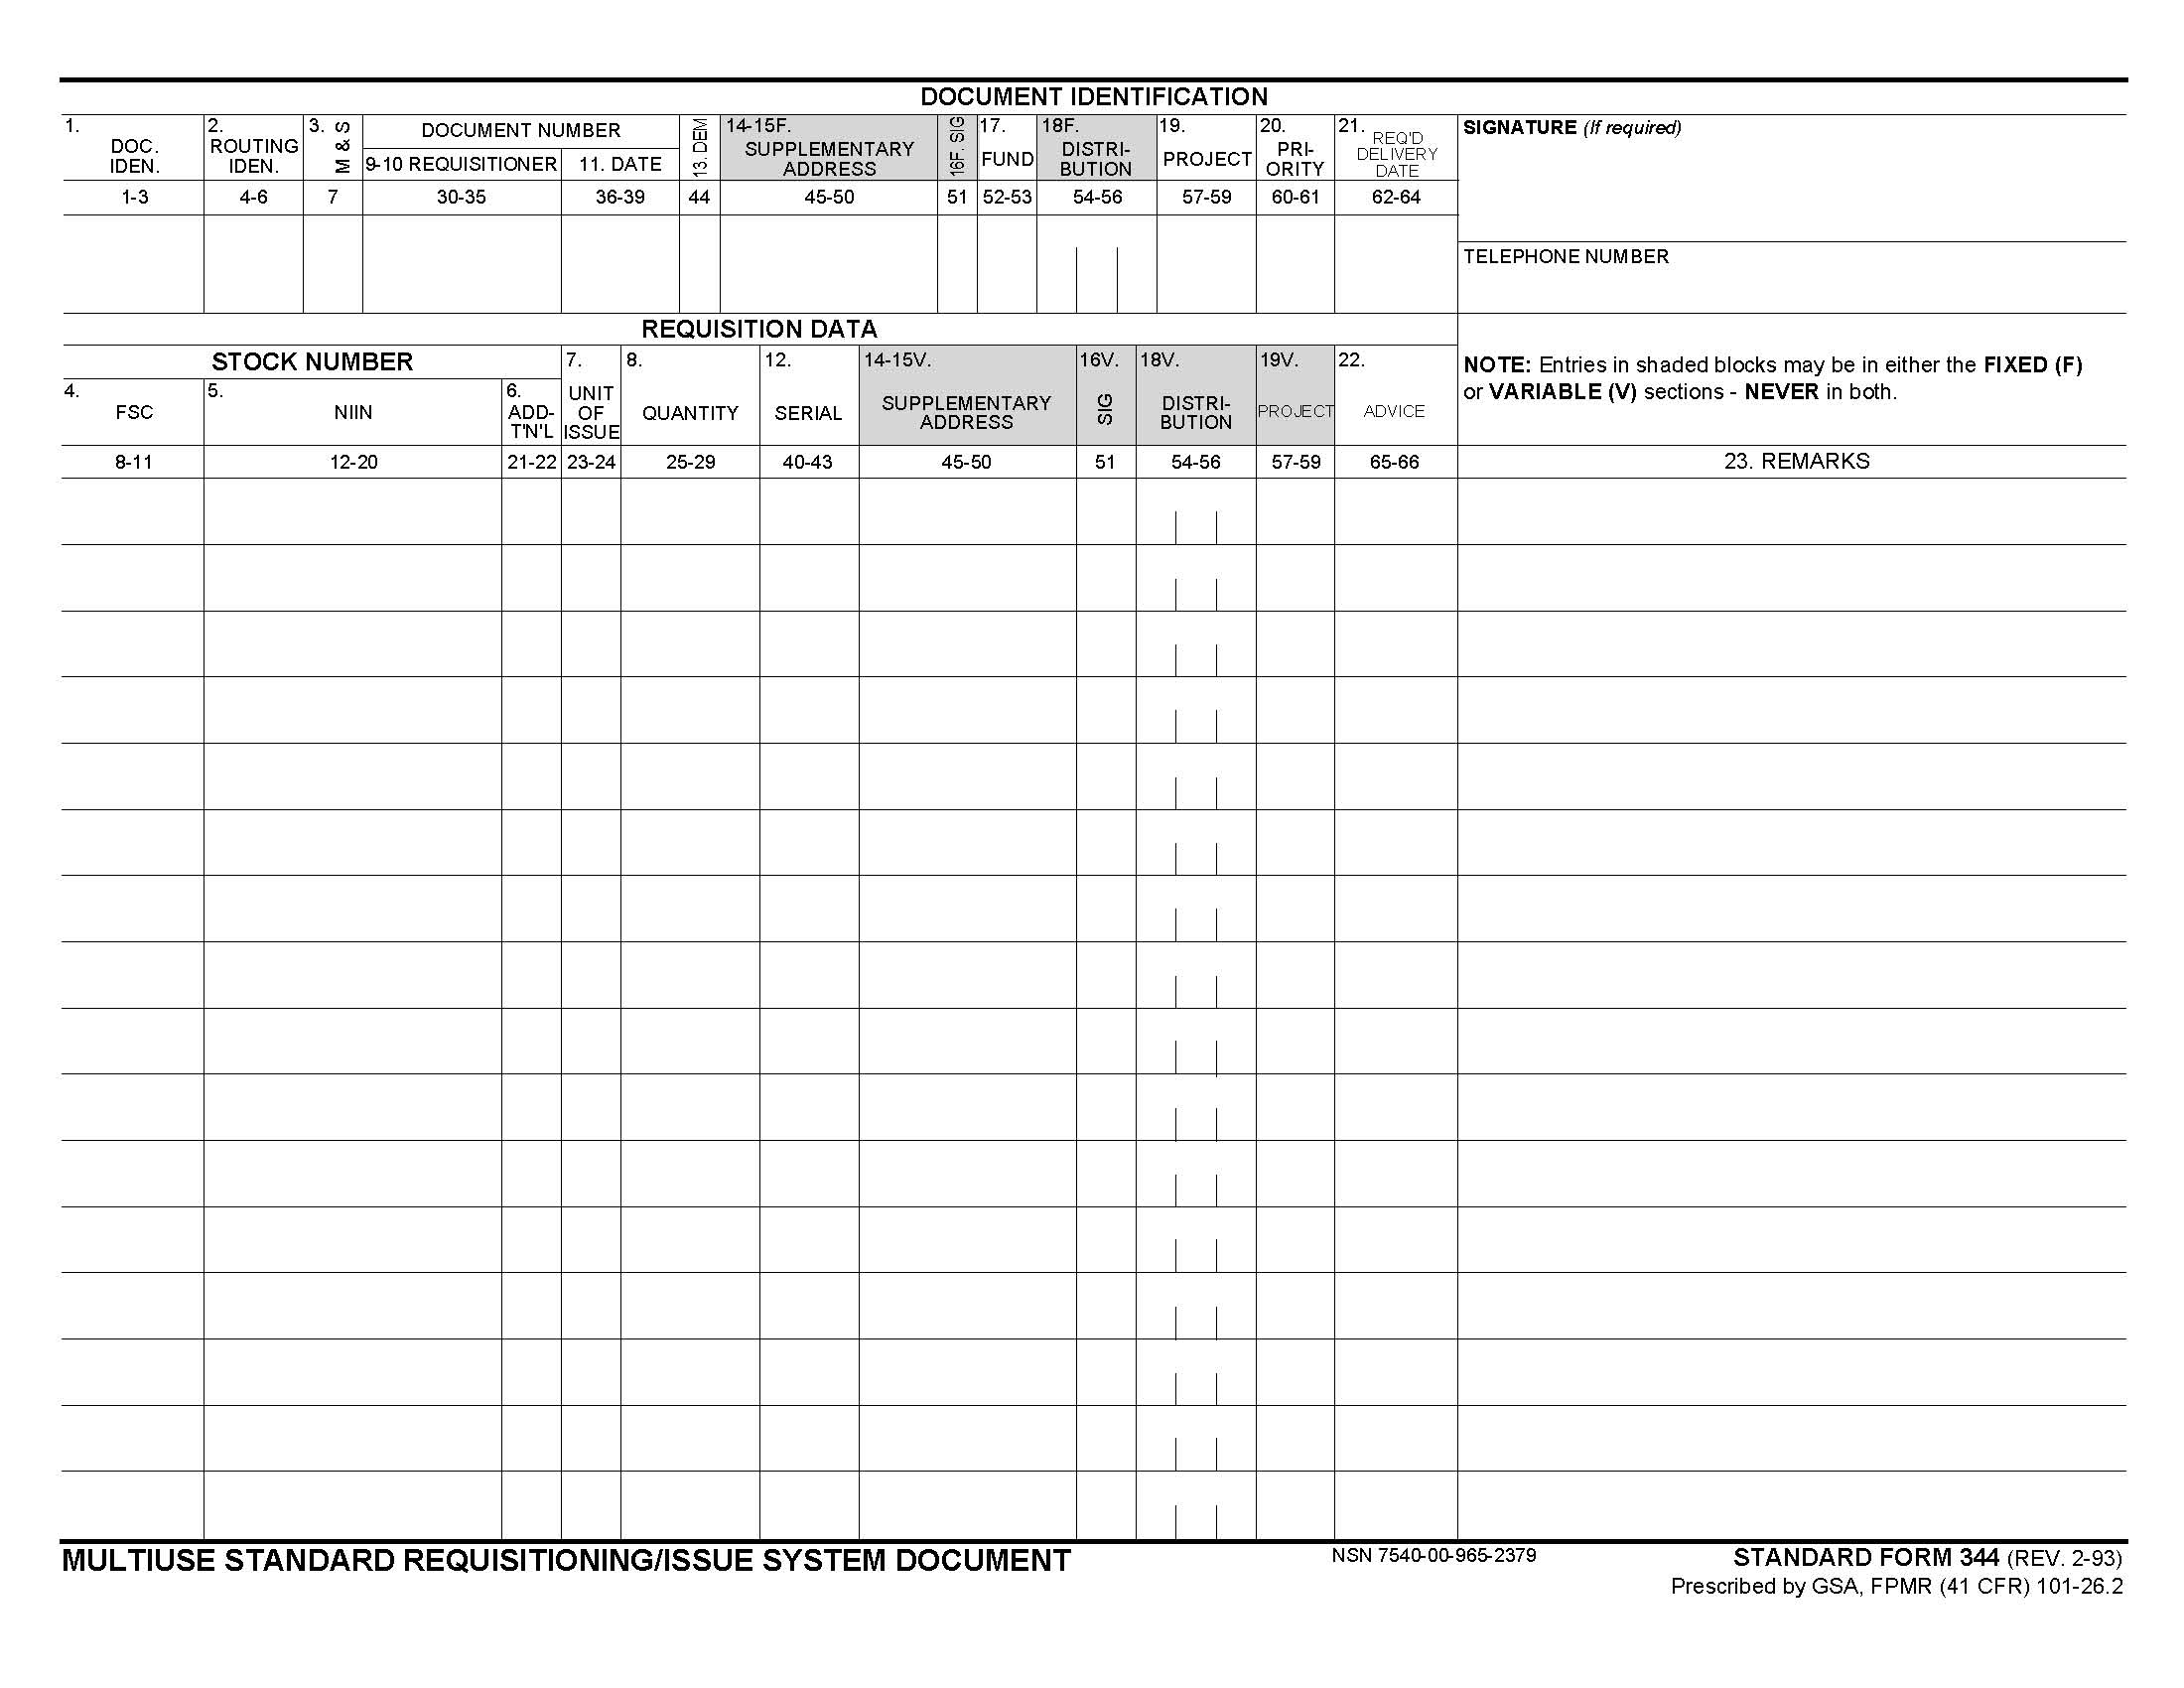 DOCUMENT IDENTIFICATION
1. DOC. IDEN.
2. ROUTING IDEN.
3. M & S
DOCUMENT NUMBER
9-10 REQUISITIONER
11. DATE
13. DEM
14-15F. SUPPLEMENTARY ADDRESS
16F. SIG
17. FUND
18F. DISTRI-
BUTION
19. PROJECT
20. PRI-
ORITY
21. REQ'D DELIVERY DATE
SIGNATURE (If required)
1-3 4-6 7 30-35 36-39 44 45-50 51 52-53 54-56 57-59 60-61 62-64
TELEPHONE NUMBER
REQUISITION DATA
STOCK NUMBER
4. FSC
5. NIIN
6. ADD-
T'N'L
7. UNIT OF ISSUE
8. QUANTITY
12. SERIAL
14-15V. SUPPLEMENTARY ADDRESS
16V. SIG
18V. DISTRI-
BUTION
19V. PROJECT
22. ADVICE
NOTE: Entries in shaded blocks may be in either the FIXED (F)
or VARIABLE (V) sections - NEVER in both.
8-11 12-20 21-22 23-24 25-29 40-43 45-50 51 54-56 57-59 65-66 23. REMARKS
MULTIUSE STANDARD REQUISITIONING/ISSUE SYSTEM DOCUMENT
NSN 7540-00-965-2379
STANDARD FORM 344 (REV. 2-93)
Prescribed by GSA, FPMR (41 CFR) 101-26.2